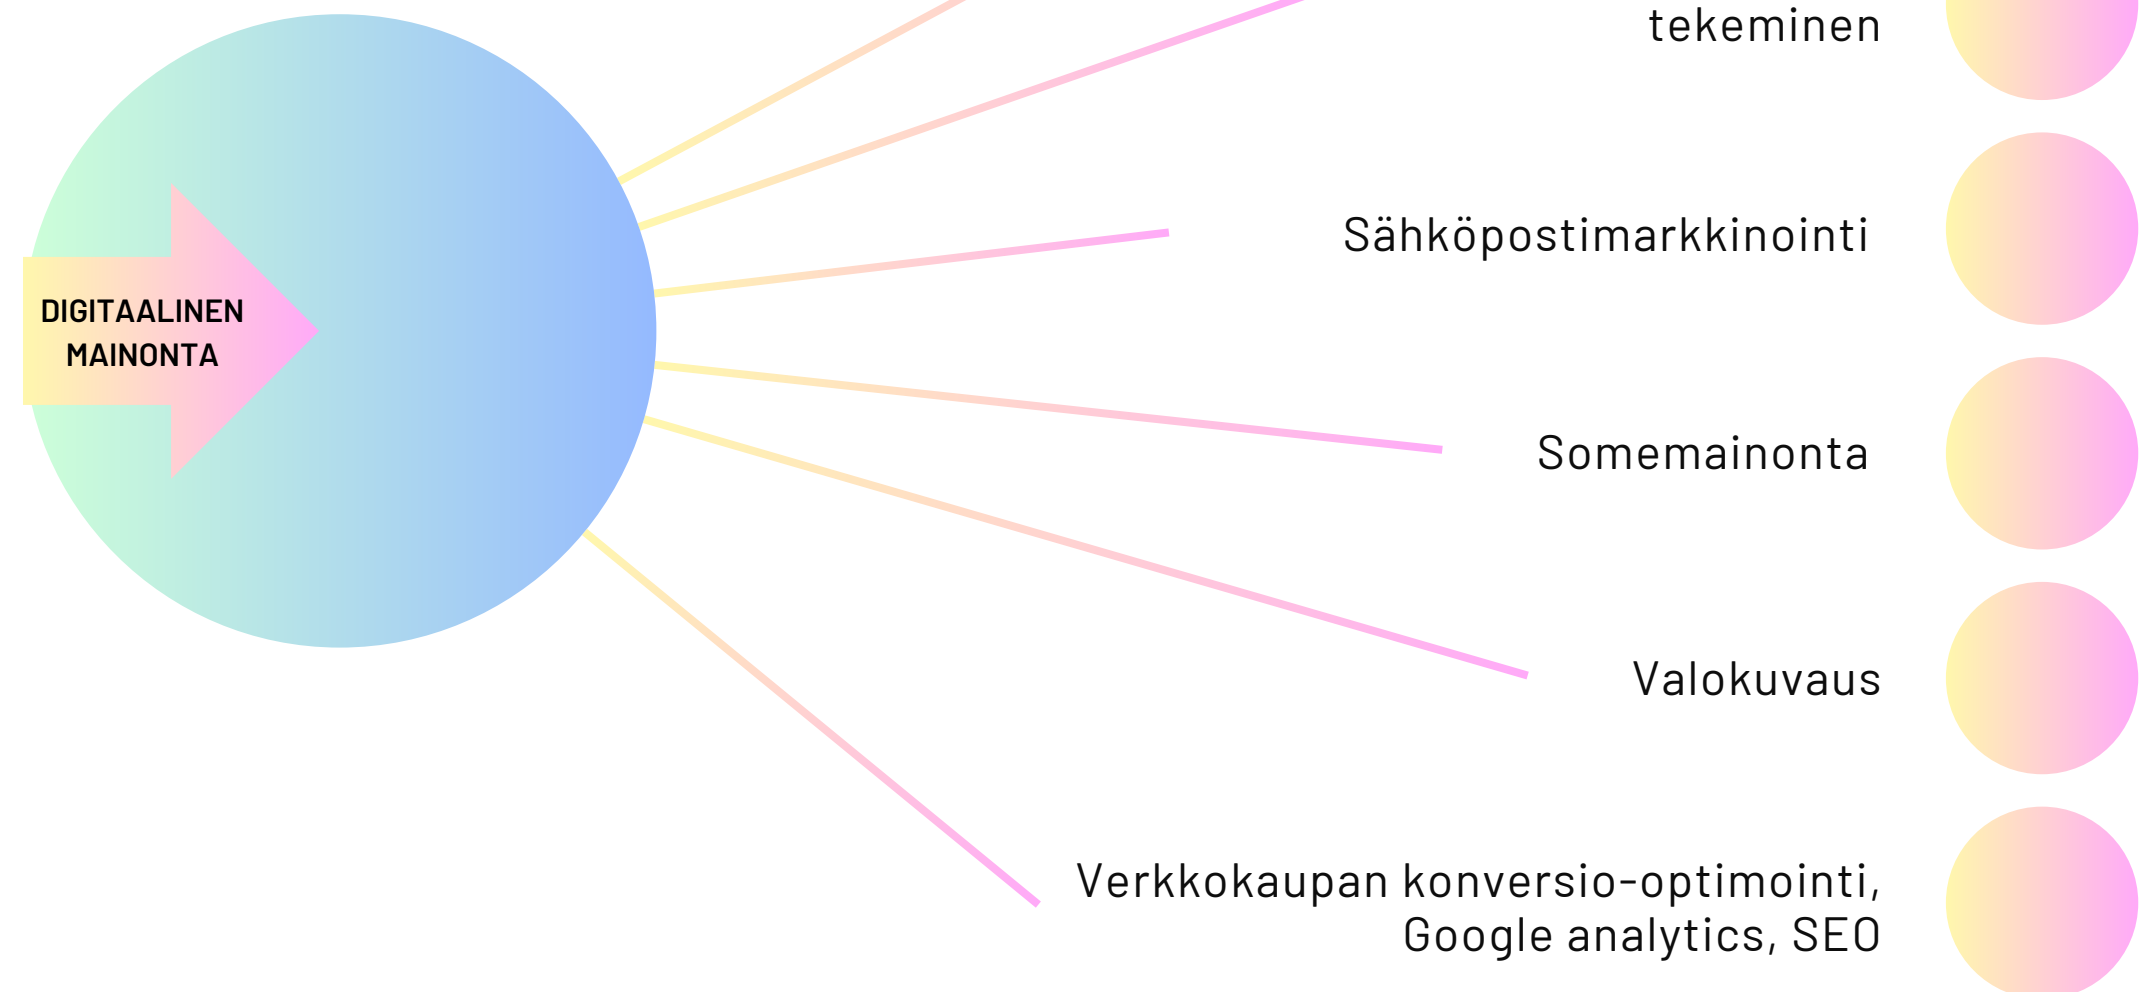 tekeminen
Sähköpostimarkkinointi
DIGITAALINEN
MAINONTA
Somemainonta
Valokuvaus
Verkkokaupan konversio-optimointi,
Google analytics, SEO